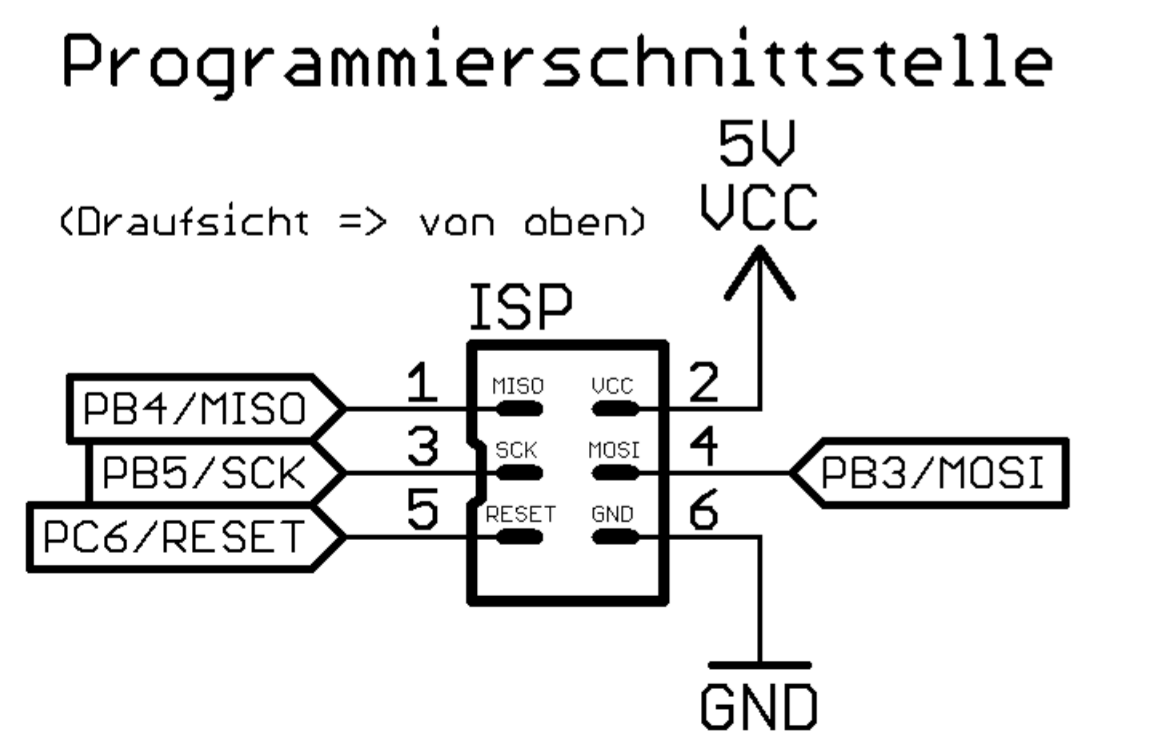 Programmierschnittstelle
5V
(Draufsicht => von oben) VCC
ISP
PB4/MISO 1 MISO VCC 2
PB5/SCK 3 SCK MOSI 4 PB3/MOSI
PC6/RESET 5 RESET GND 6
GND